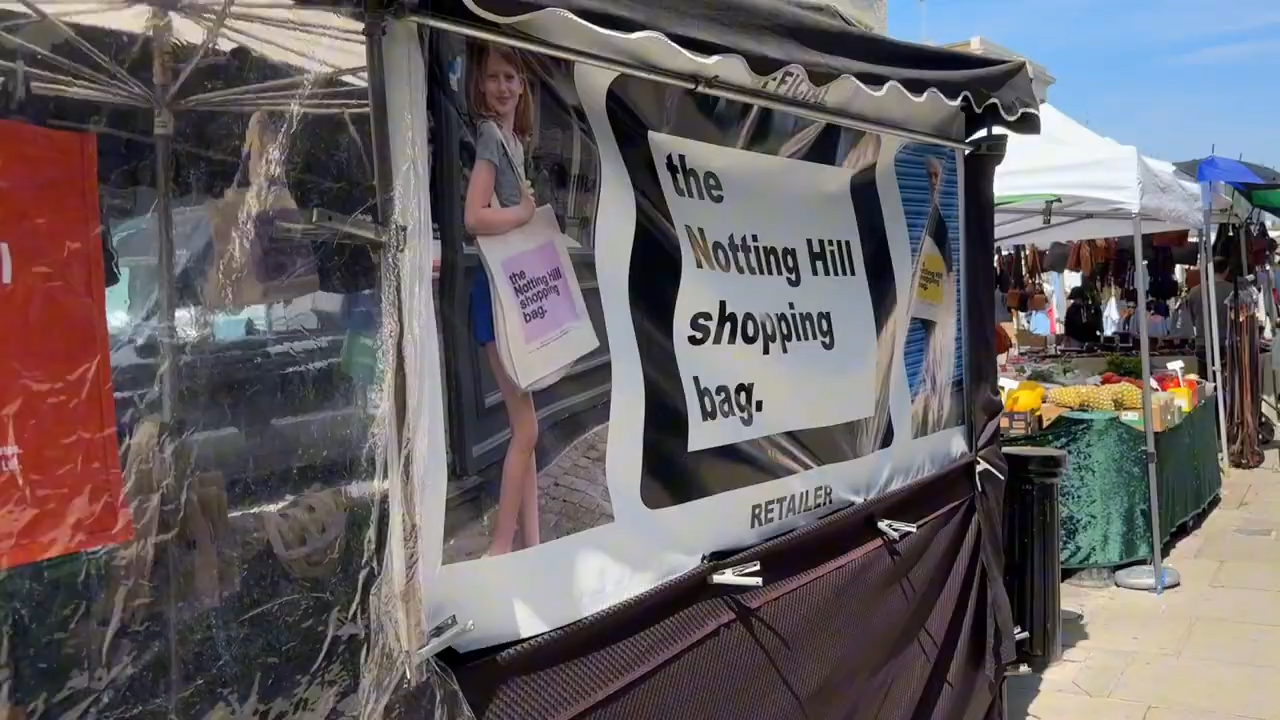 the
Notting Hill
shopping
bag.
the
Notting Hill
shopping
bag.
RETAILER